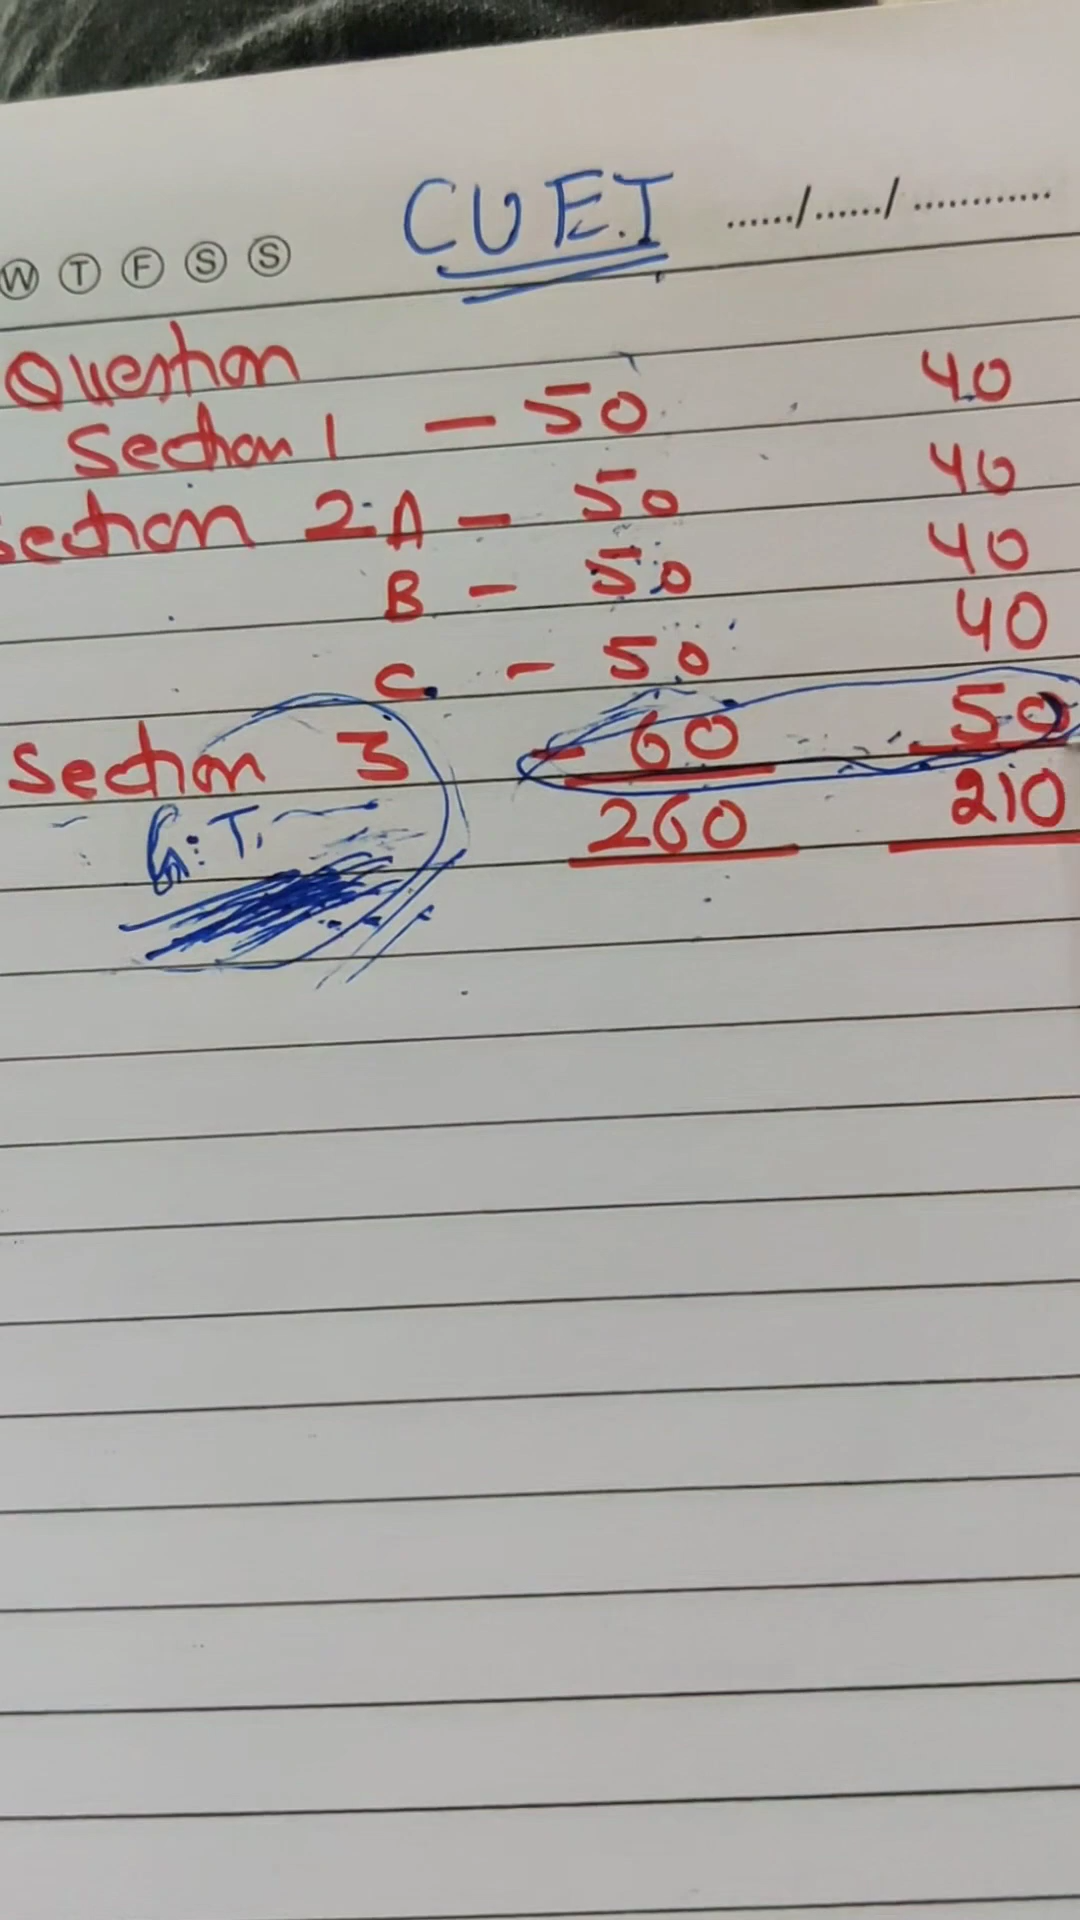 CUET ....../....../............
W T F S S
Question
Section 1 — 50 40
Section 2. A — 50 40
B — 50 40
C. — 50 40
Section 3 — 60 — 50
G.T.
260 210